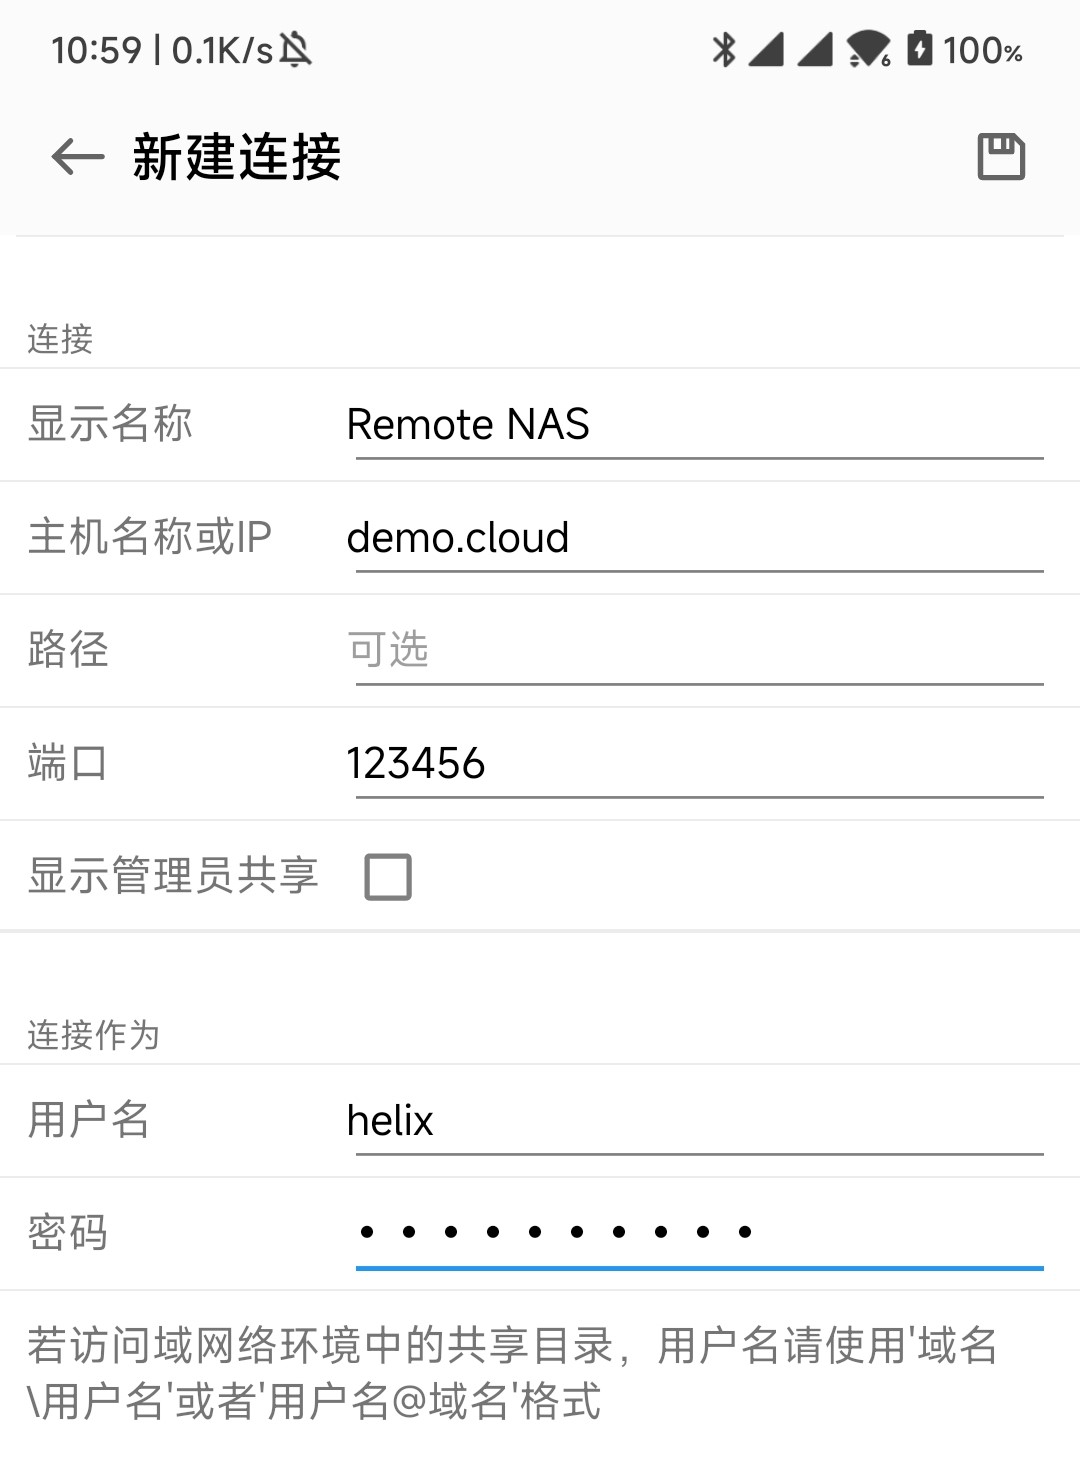 10:59 | 0.1K/s 6 100%
新建连接
连接
显示名称 Remote NAS
主机名称或IP demo.cloud
路径 可选
端口 123456
显示管理员共享
连接作为
用户名 helix
密码 ••••••••••
若访问域网络环境中的共享目录，用户名请使用'域名
\用户名'或者'用户名@域名'格式